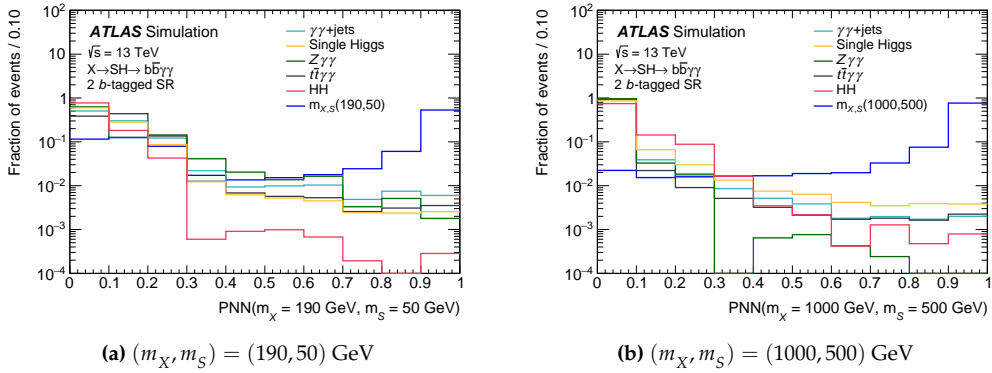 Fraction of events / 0.10
10²
10
1
10⁻¹
10⁻²
10⁻³
10⁻⁴
ATLAS Simulation
√s = 13 TeV
X→SH→ bb̄γγ
2 b-tagged SR
γγ+jets
Single Higgs
Zγγ
tt̄γγ
HH
m_{X,S}(190,50)
0 0.1 0.2 0.3 0.4 0.5 0.6 0.7 0.8 0.9 1
PNN(m_X = 190 GeV, m_S = 50 GeV)
(a) (m_X, m_S) = (190, 50) GeV
Fraction of events / 0.10
10²
10
1
10⁻¹
10⁻²
10⁻³
10⁻⁴
ATLAS Simulation
√s = 13 TeV
X→SH→ bb̄γγ
2 b-tagged SR
γγ+jets
Single Higgs
Zγγ
tt̄γγ
HH
m_{X,S}(1000,500)
0 0.1 0.2 0.3 0.4 0.5 0.6 0.7 0.8 0.9 1
PNN(m_X = 1000 GeV, m_S = 500 GeV)
(b) (m_X, m_S) = (1000, 500) GeV